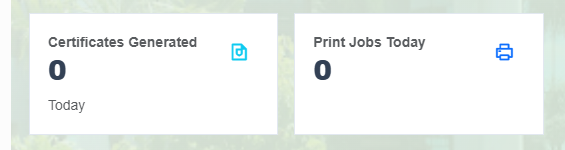 Certificates Generated
0
Today
Print Jobs Today
0